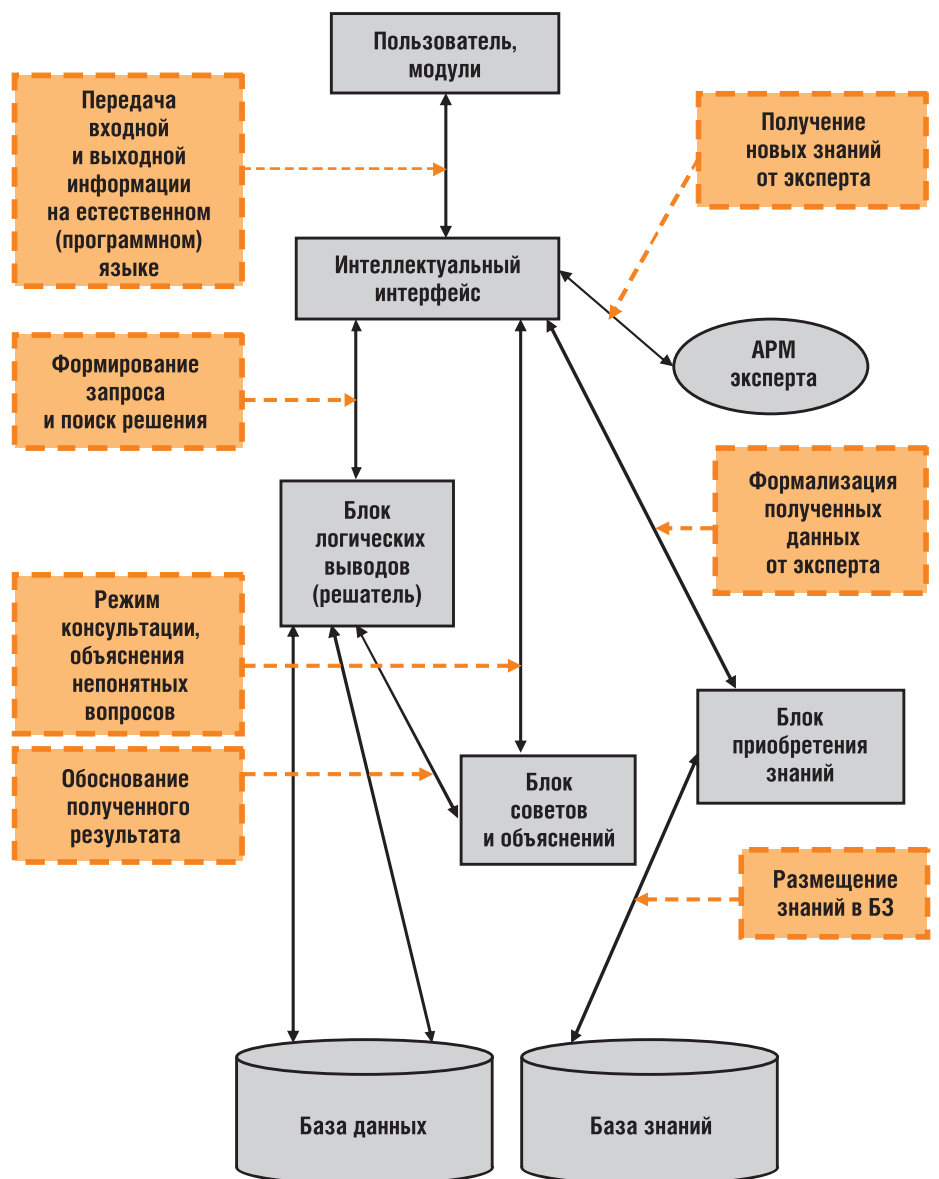 Пользователь,
модули
Передача
входной
и выходной
информации
на естественном
(программном)
языке
Получение
новых знаний
от эксперта
Интеллектуальный
интерфейс
АРМ
эксперта
Формирование
запроса
и поиск решения
Блок
логических
выводов
(решатель)
Формализация
полученных
данных
от эксперта
Режим
консультации,
объяснения
непонятных
вопросов
Блок
приобретения
знаний
Обоснование
полученного
результата
Блок
советов
и объяснений
Размещение
знаний в БЗ
База данных
База знаний